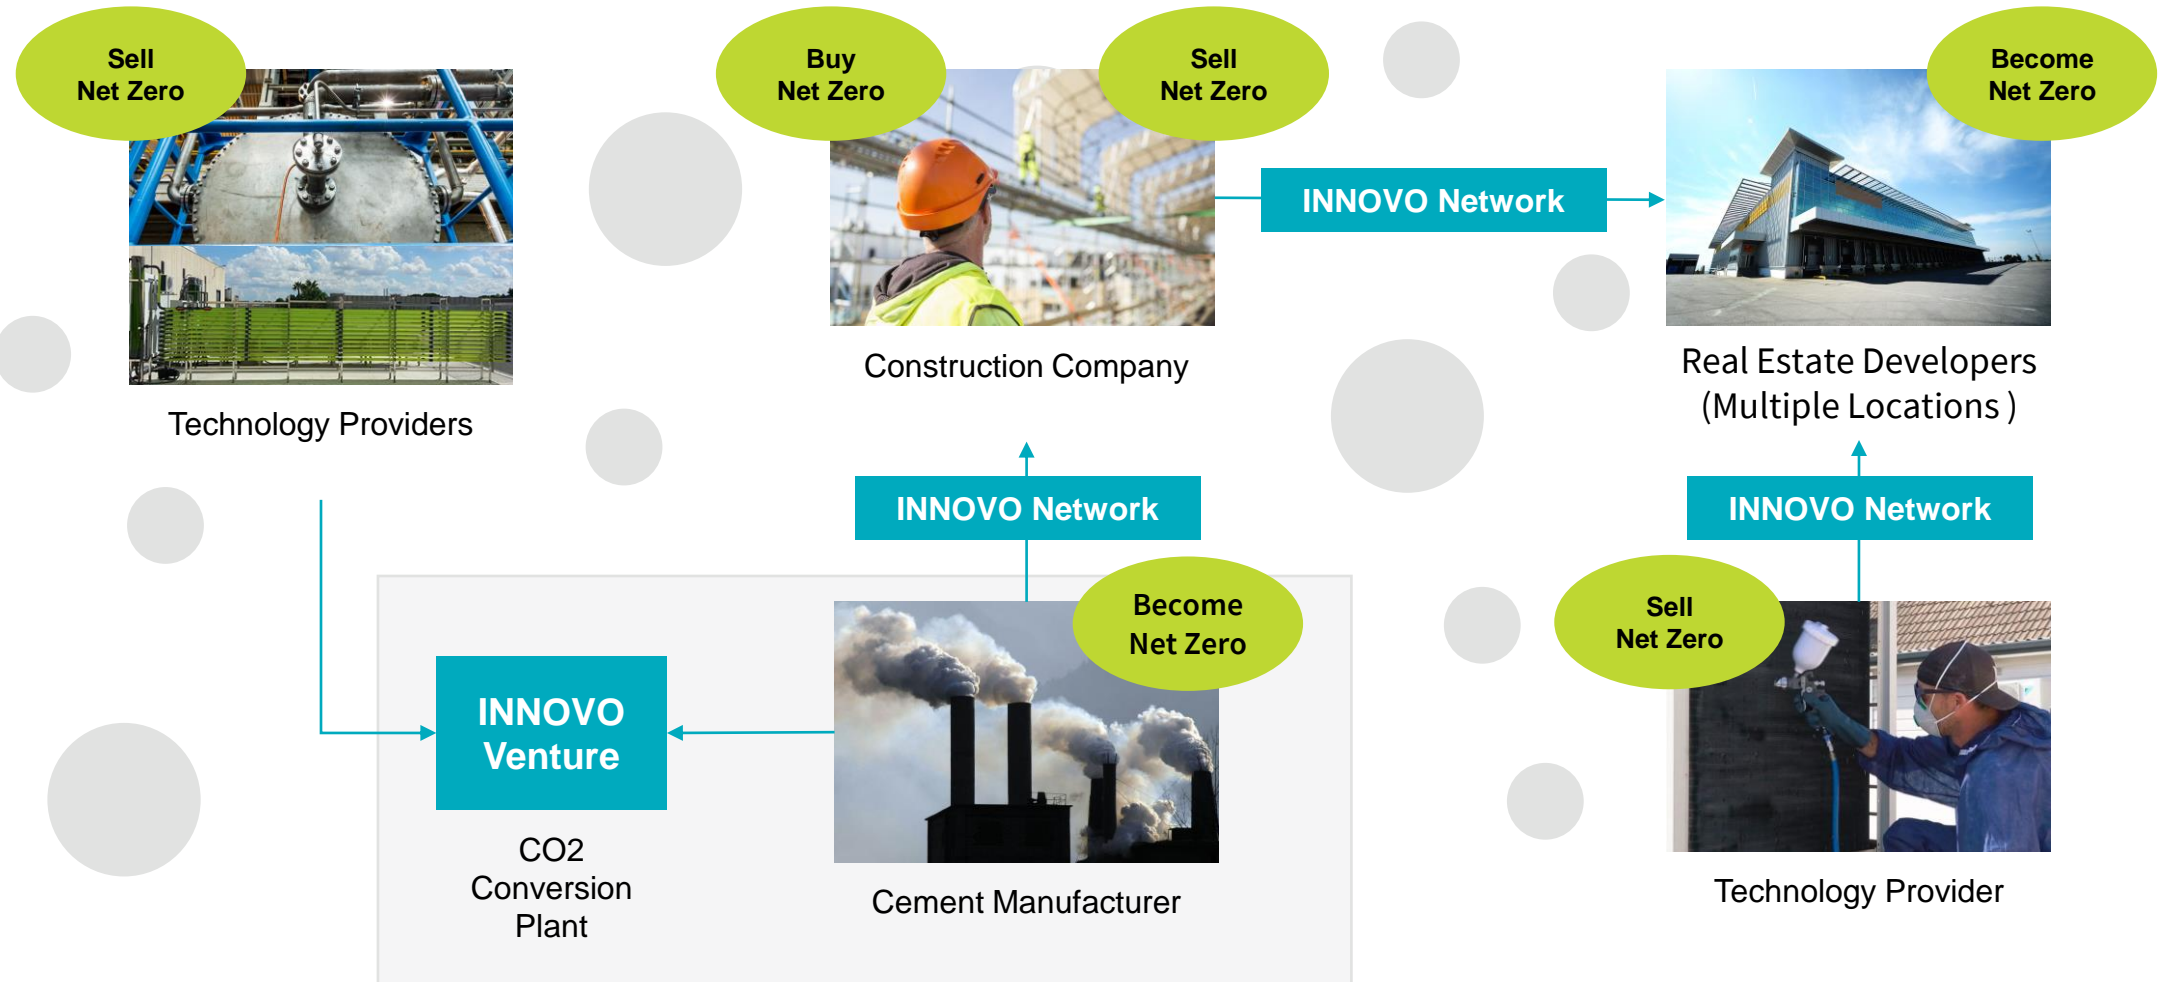 Sell
Net Zero
Technology Providers
Buy
Net Zero
Sell
Net Zero
Construction Company
INNOVO Network
Become
Net Zero
Real Estate Developers
(Multiple Locations )
INNOVO Network
INNOVO Network
Become
Net Zero
Sell
Net Zero
INNOVO
Venture
CO2
Conversion
Plant
Cement Manufacturer
Technology Provider